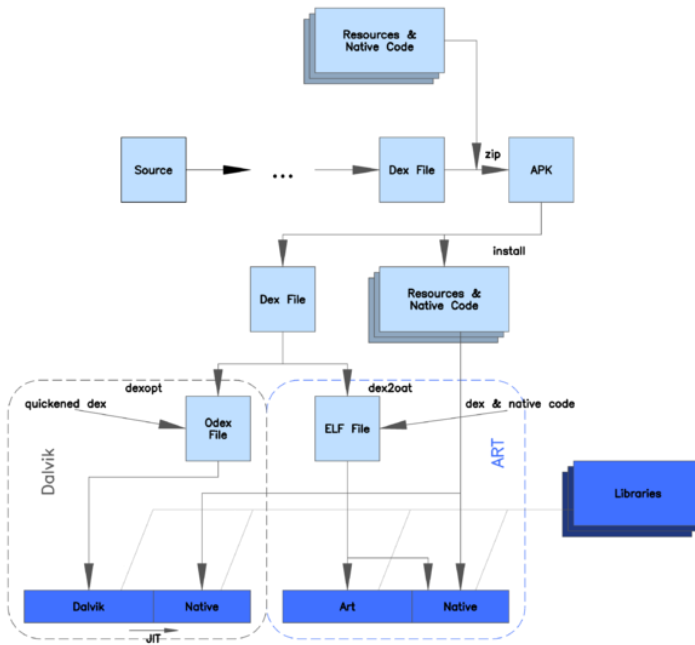 Resources &
Native Code
Source
...
Dex File
zip
APK
install
Dex File
Resources &
Native Code
dexopt
dex2oat
quickened dex
Odex
File
ELF File
dex & native code
Dalvik
ART
Libraries
Dalvik
Native
Art
Native
JIT